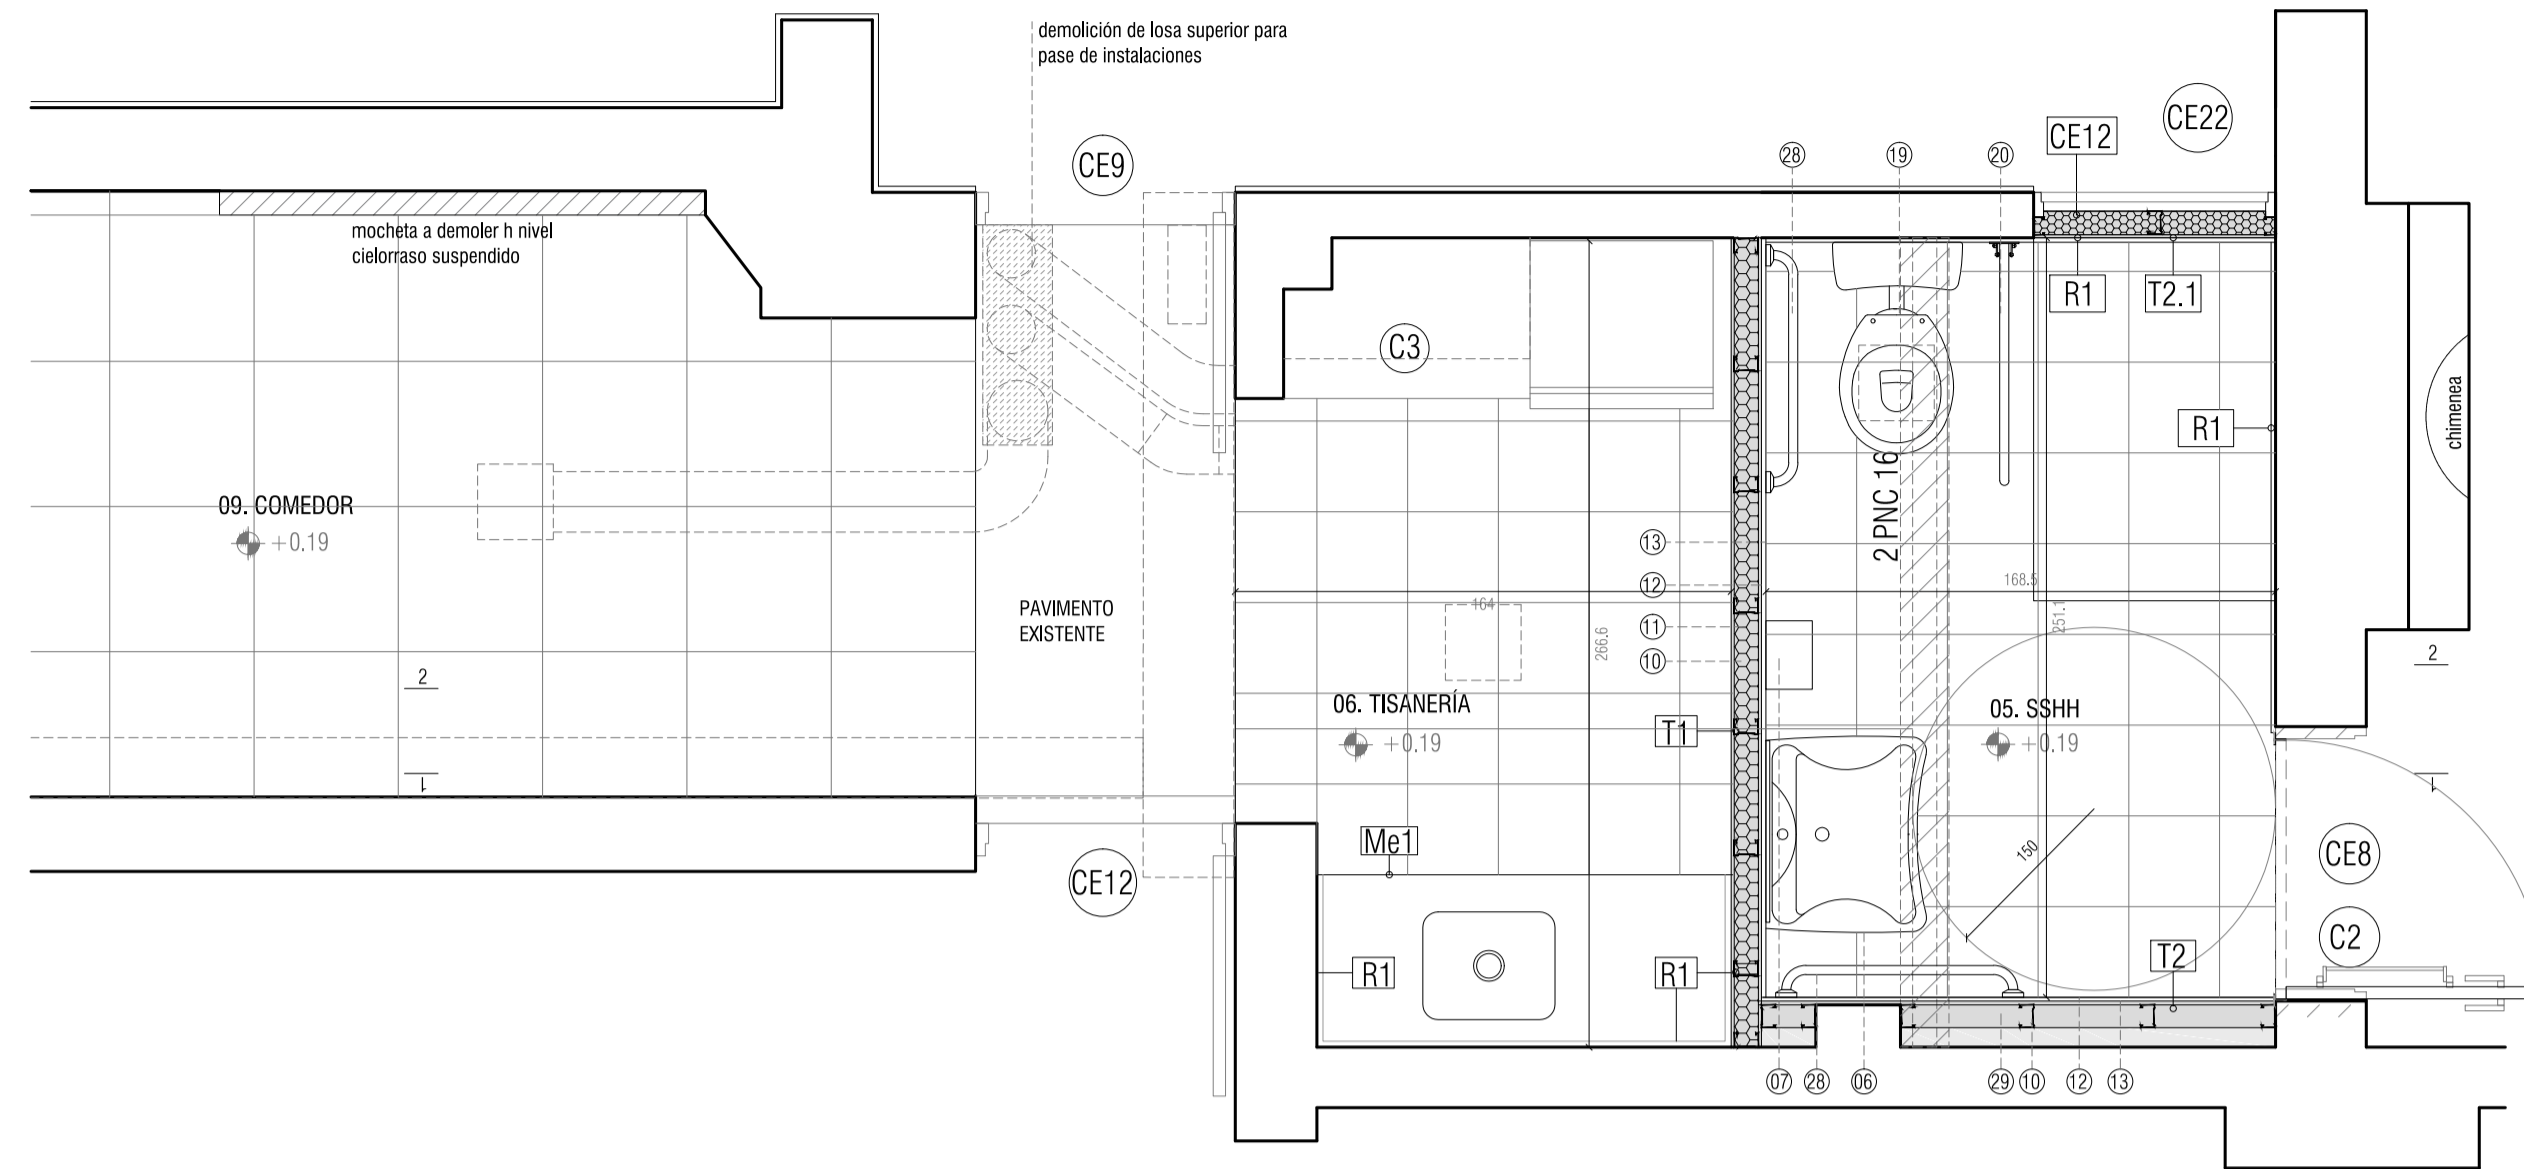 demolición de losa superior para
pase de instalaciones
CE9
CE12
CE22
28
19
20
mocheta a demoler h nivel
cielorraso suspendido
R1
T2.1
C3
R1
chimenea
09. COMEDOR
+0.19
2 PNC 16
13
12
11
10
168.5
251.1
164
266.6
PAVIMENTO
EXISTENTE
2
2
06. TISANERÍA
+0.19
T1
05. SSHH
+0.19
1
1
Me1
150
CE8
CE12
C2
T2
R1
R1
07
28
06
29
10
12
13